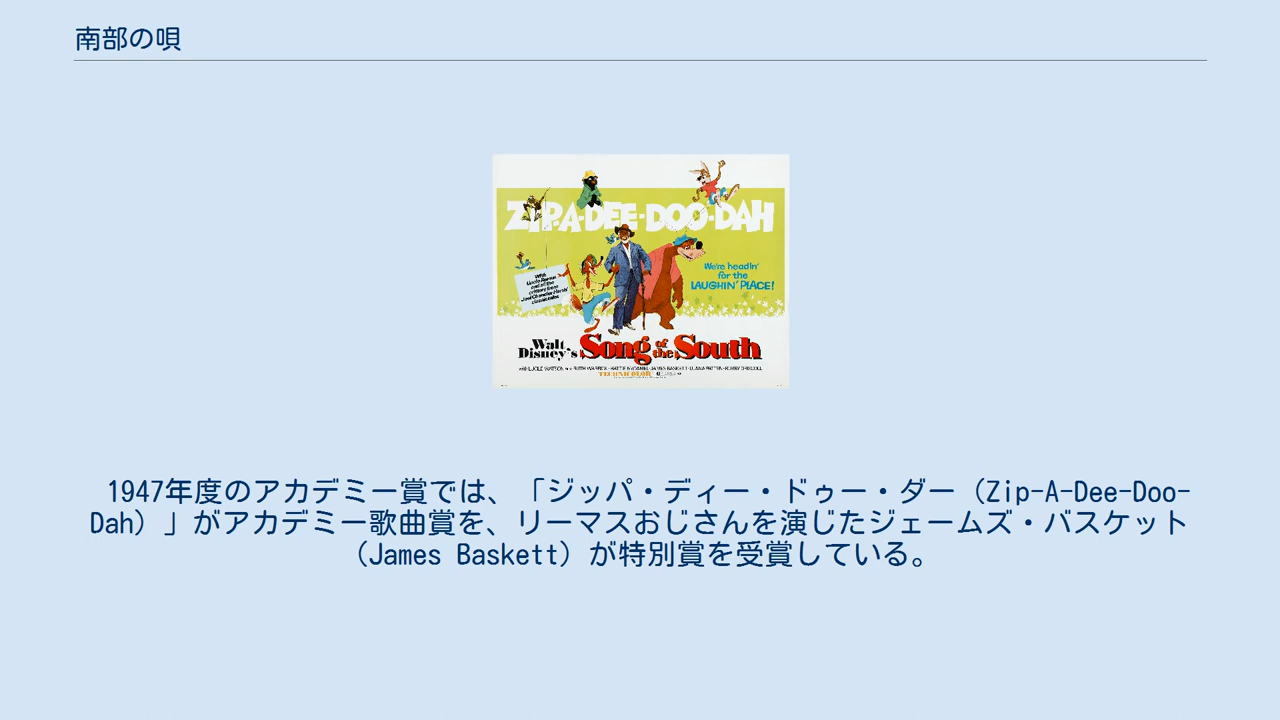 南部の唄
ZIP-A-DEE-DOO-DAH
We're headin'
for the
LAUGHIN' PLACE!
Walt Disney's Song of the South
TECHNICOLOR
1947年度のアカデミー賞では、「ジッパ・ディー・ドゥー・ダー（Zip-A-Dee-Doo-
Dah）」がアカデミー歌曲賞を、リーマスおじさんを演じたジェームズ・バスケット
（James Baskett）が特別賞を受賞している。